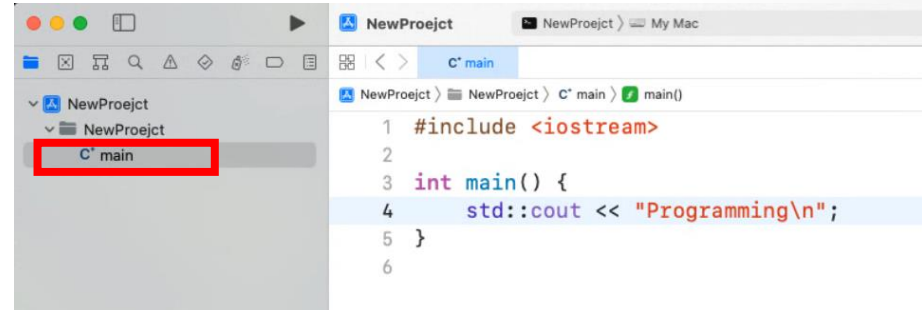 NewProejct
NewProejct 〉 My Mac
C⁺ main
NewProejct
NewProejct
C⁺ main
NewProejct 〉 NewProejct 〉 C⁺ main 〉 f main()
1 #include <iostream>
2
3 int main() {
4     std::cout << "Programming\n";
5 }
6